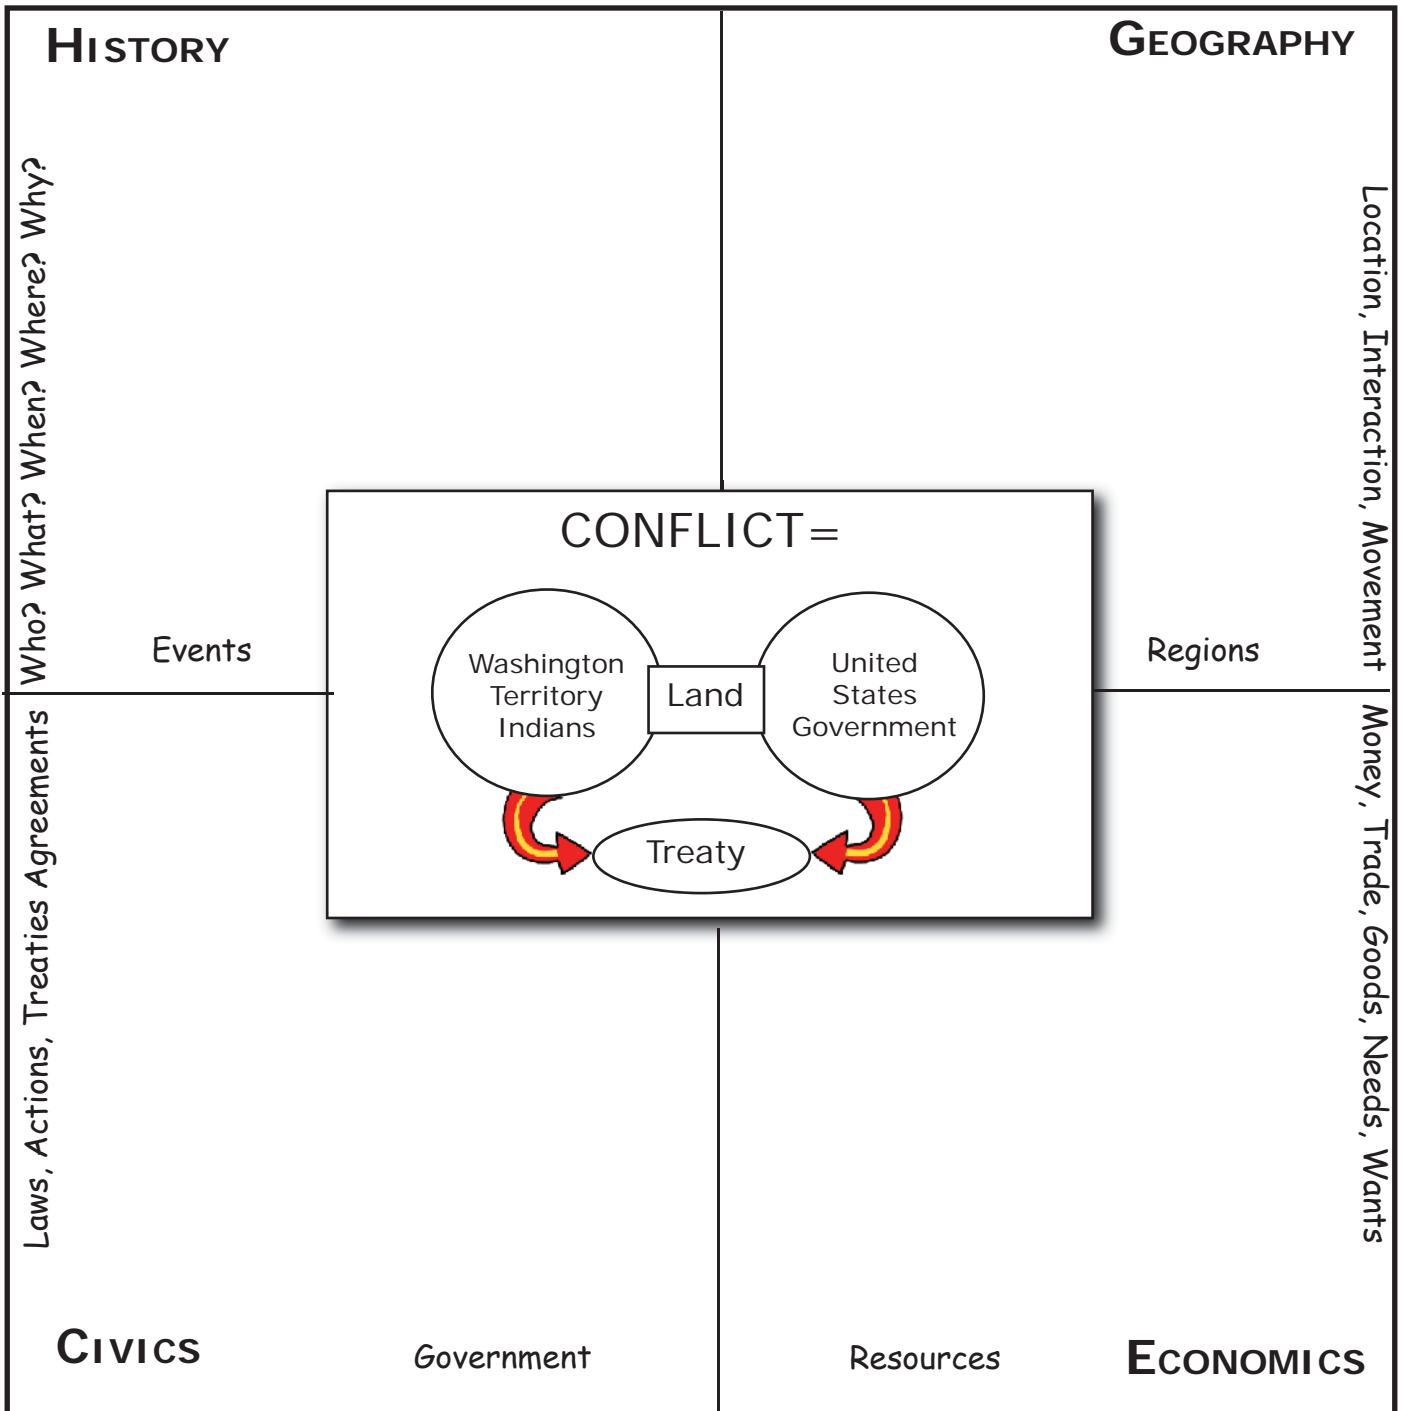 HISTORY
Who? What? When? Where? Why?
Events
GEOGRAPHY
Location, Interaction, Movement
Regions
CONFLICT=
Washington
Territory
Indians
Land
United
States
Government
Treaty
Laws, Actions, Treaties Agreements
CIVICS
Government
Money, Trade, Goods, Needs, Wants
Resources
ECONOMICS